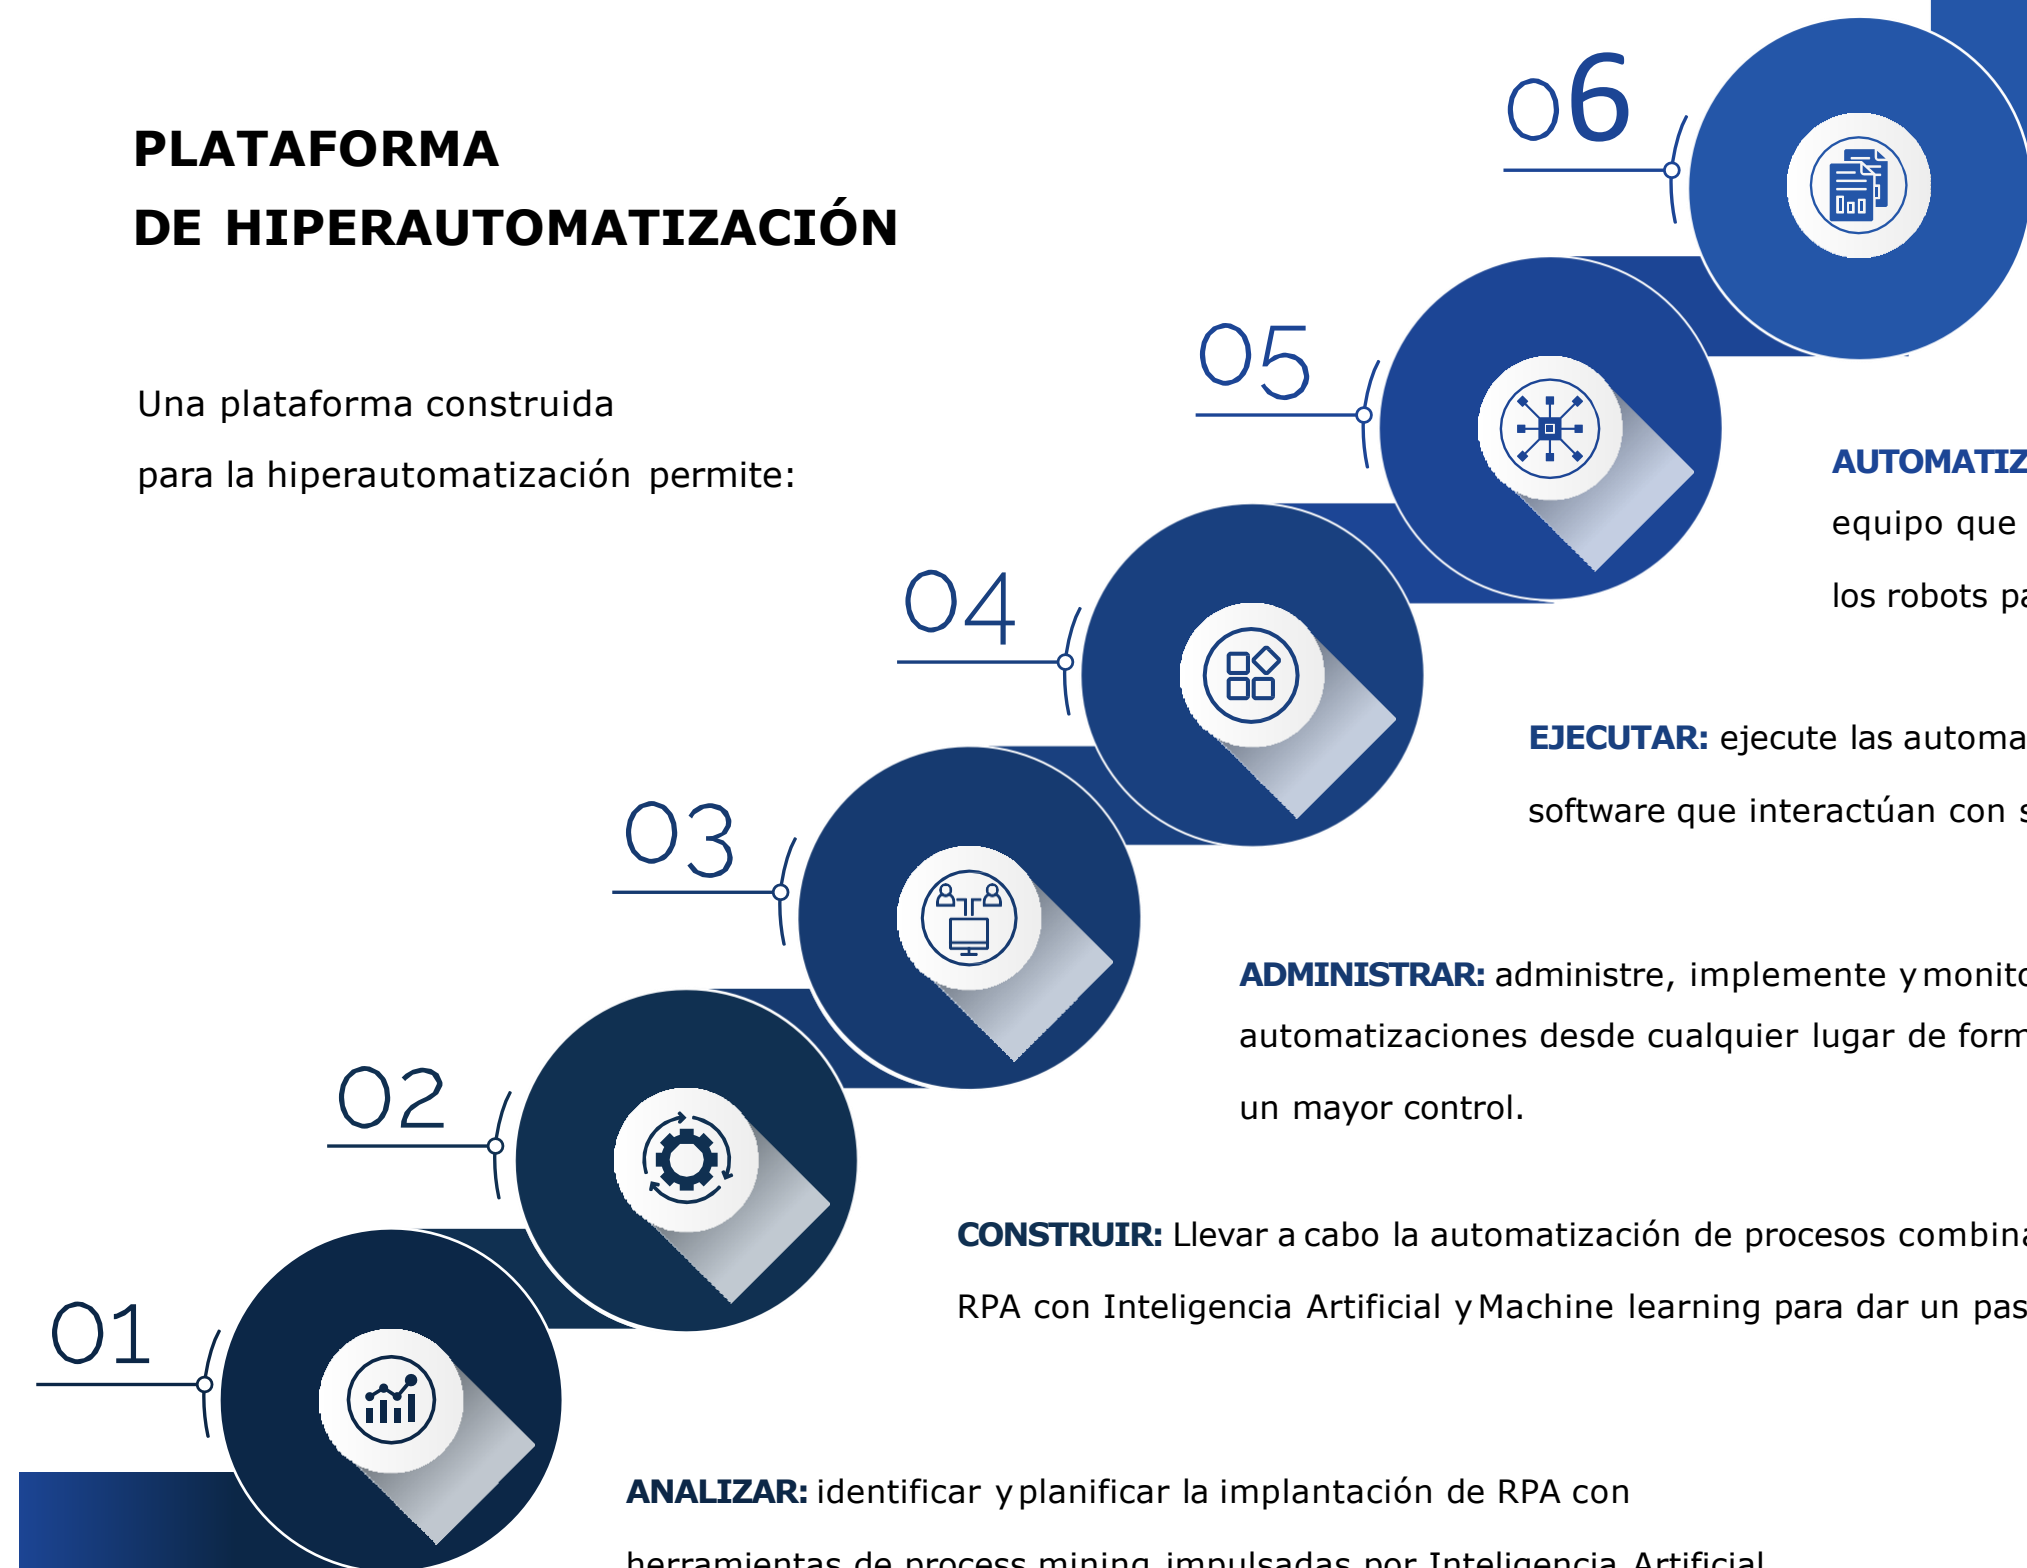 PLATAFORMA
DE HIPERAUTOMATIZACIÓN
Una plataforma construida
para la hiperautomatización permite:
06
05
AUTOMATIZ
equipo que
los robots pa
04
EJECUTAR: ejecute las automa
software que interactúan con s
03
ADMINISTRAR: administre, implemente y monito
automatizaciones desde cualquier lugar de form
un mayor control.
02
CONSTRUIR: Llevar a cabo la automatización de procesos combina
RPA con Inteligencia Artificial y Machine learning para dar un pas
01
ANALIZAR: identificar y planificar la implantación de RPA con
herramientas de process mining impulsadas por Inteligencia Artificial